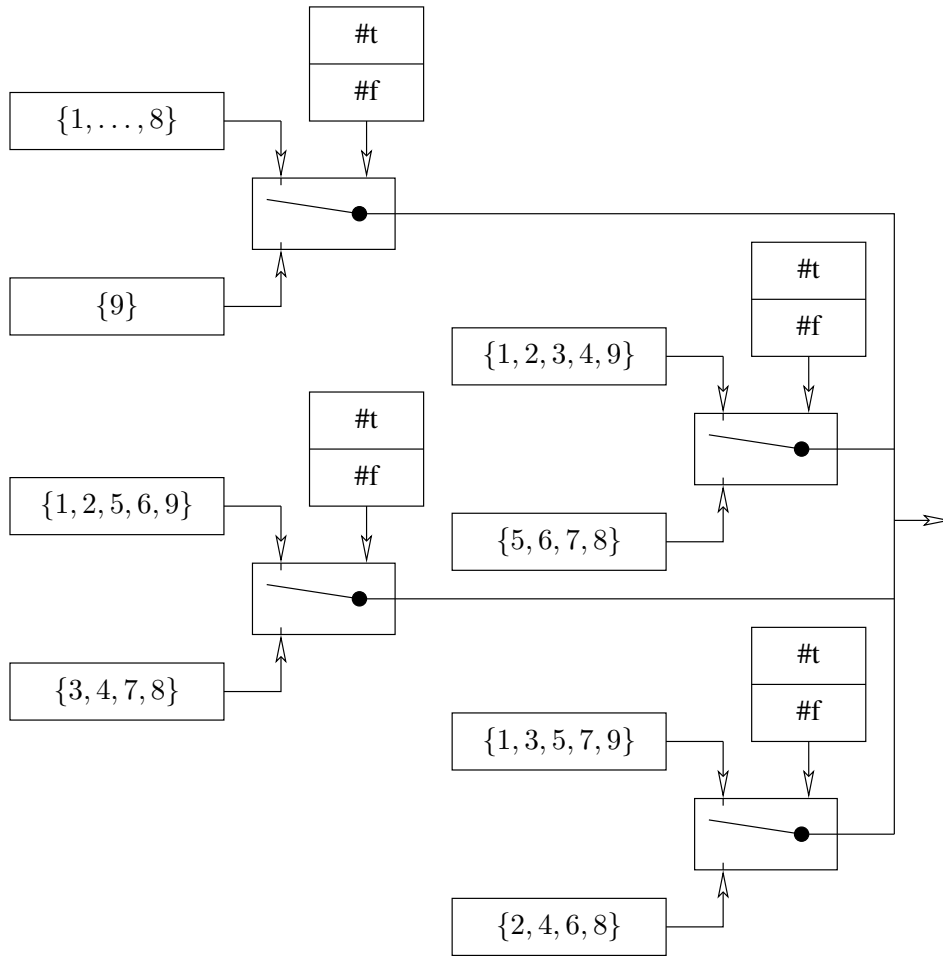 #t
#f
{1, . . . , 8}
{9}
#t
#f
{1, 2, 3, 4, 9}
{5, 6, 7, 8}
#t
#f
{1, 2, 5, 6, 9}
{3, 4, 7, 8}
#t
#f
{1, 3, 5, 7, 9}
{2, 4, 6, 8}